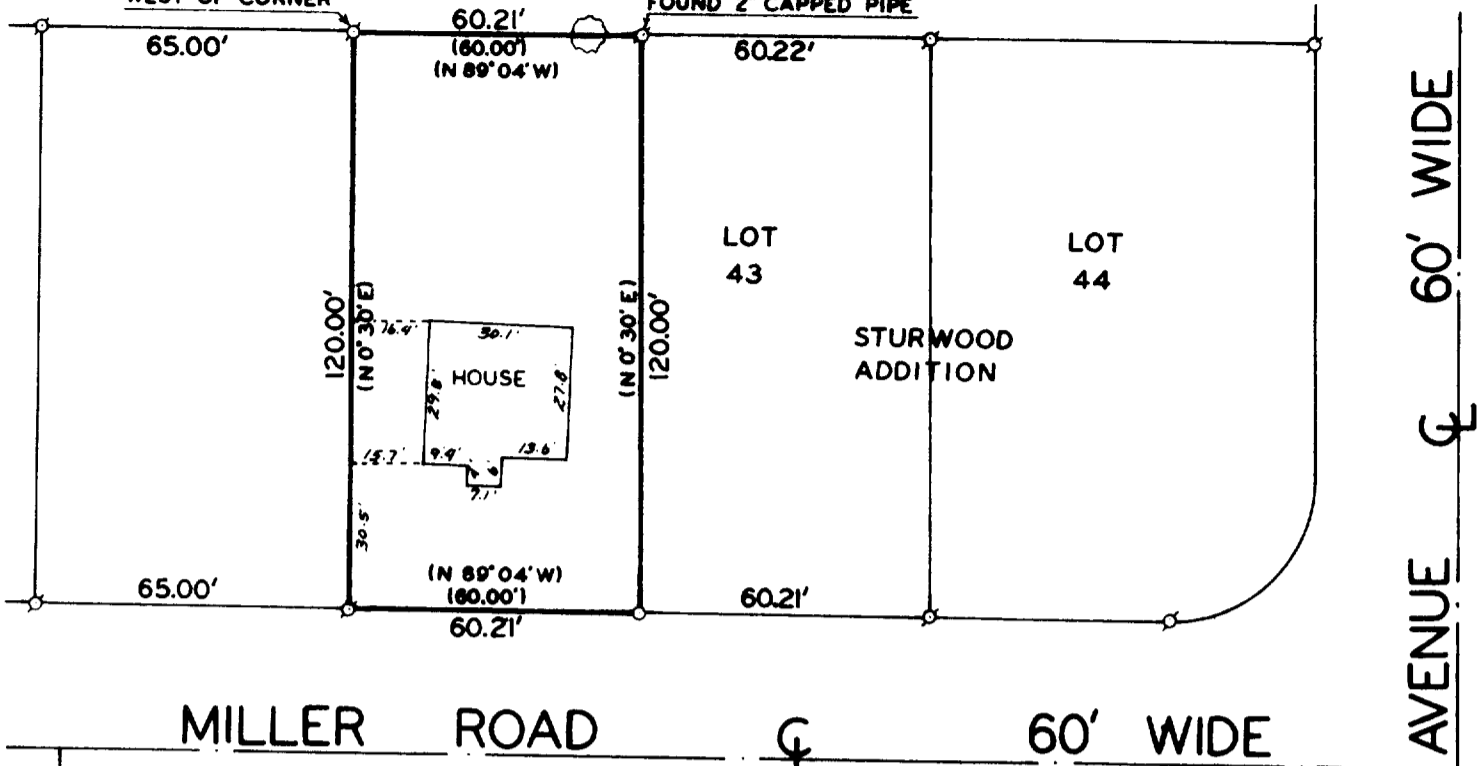 WEST OF CORNER
FOUND 2" CAPPED PIPE
65.00'
60.21'
(60.00')
(N 89°04'W)
60.22'
60' WIDE
LOT
43
LOT
44
120.00'
(N 0°30'E)
(N 0°30'E)
120.00'
STURWOOD
ADDITION
16.4'
30.1'
HOUSE
29.8'
27.8'
15.7'
9.4'
13.6'
7.1'
30.5'
65.00'
(N 89°04'W)
(60.00')
60.21'
60.21'
MILLER ROAD ℄ 60' WIDE
AVENUE ℄